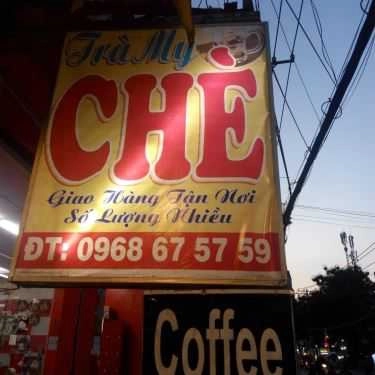 Trà My
CHÈ
Giao Hàng Tận Nơi
Số Lượng Nhiều
ĐT: 0968 67 57 59
Coffee